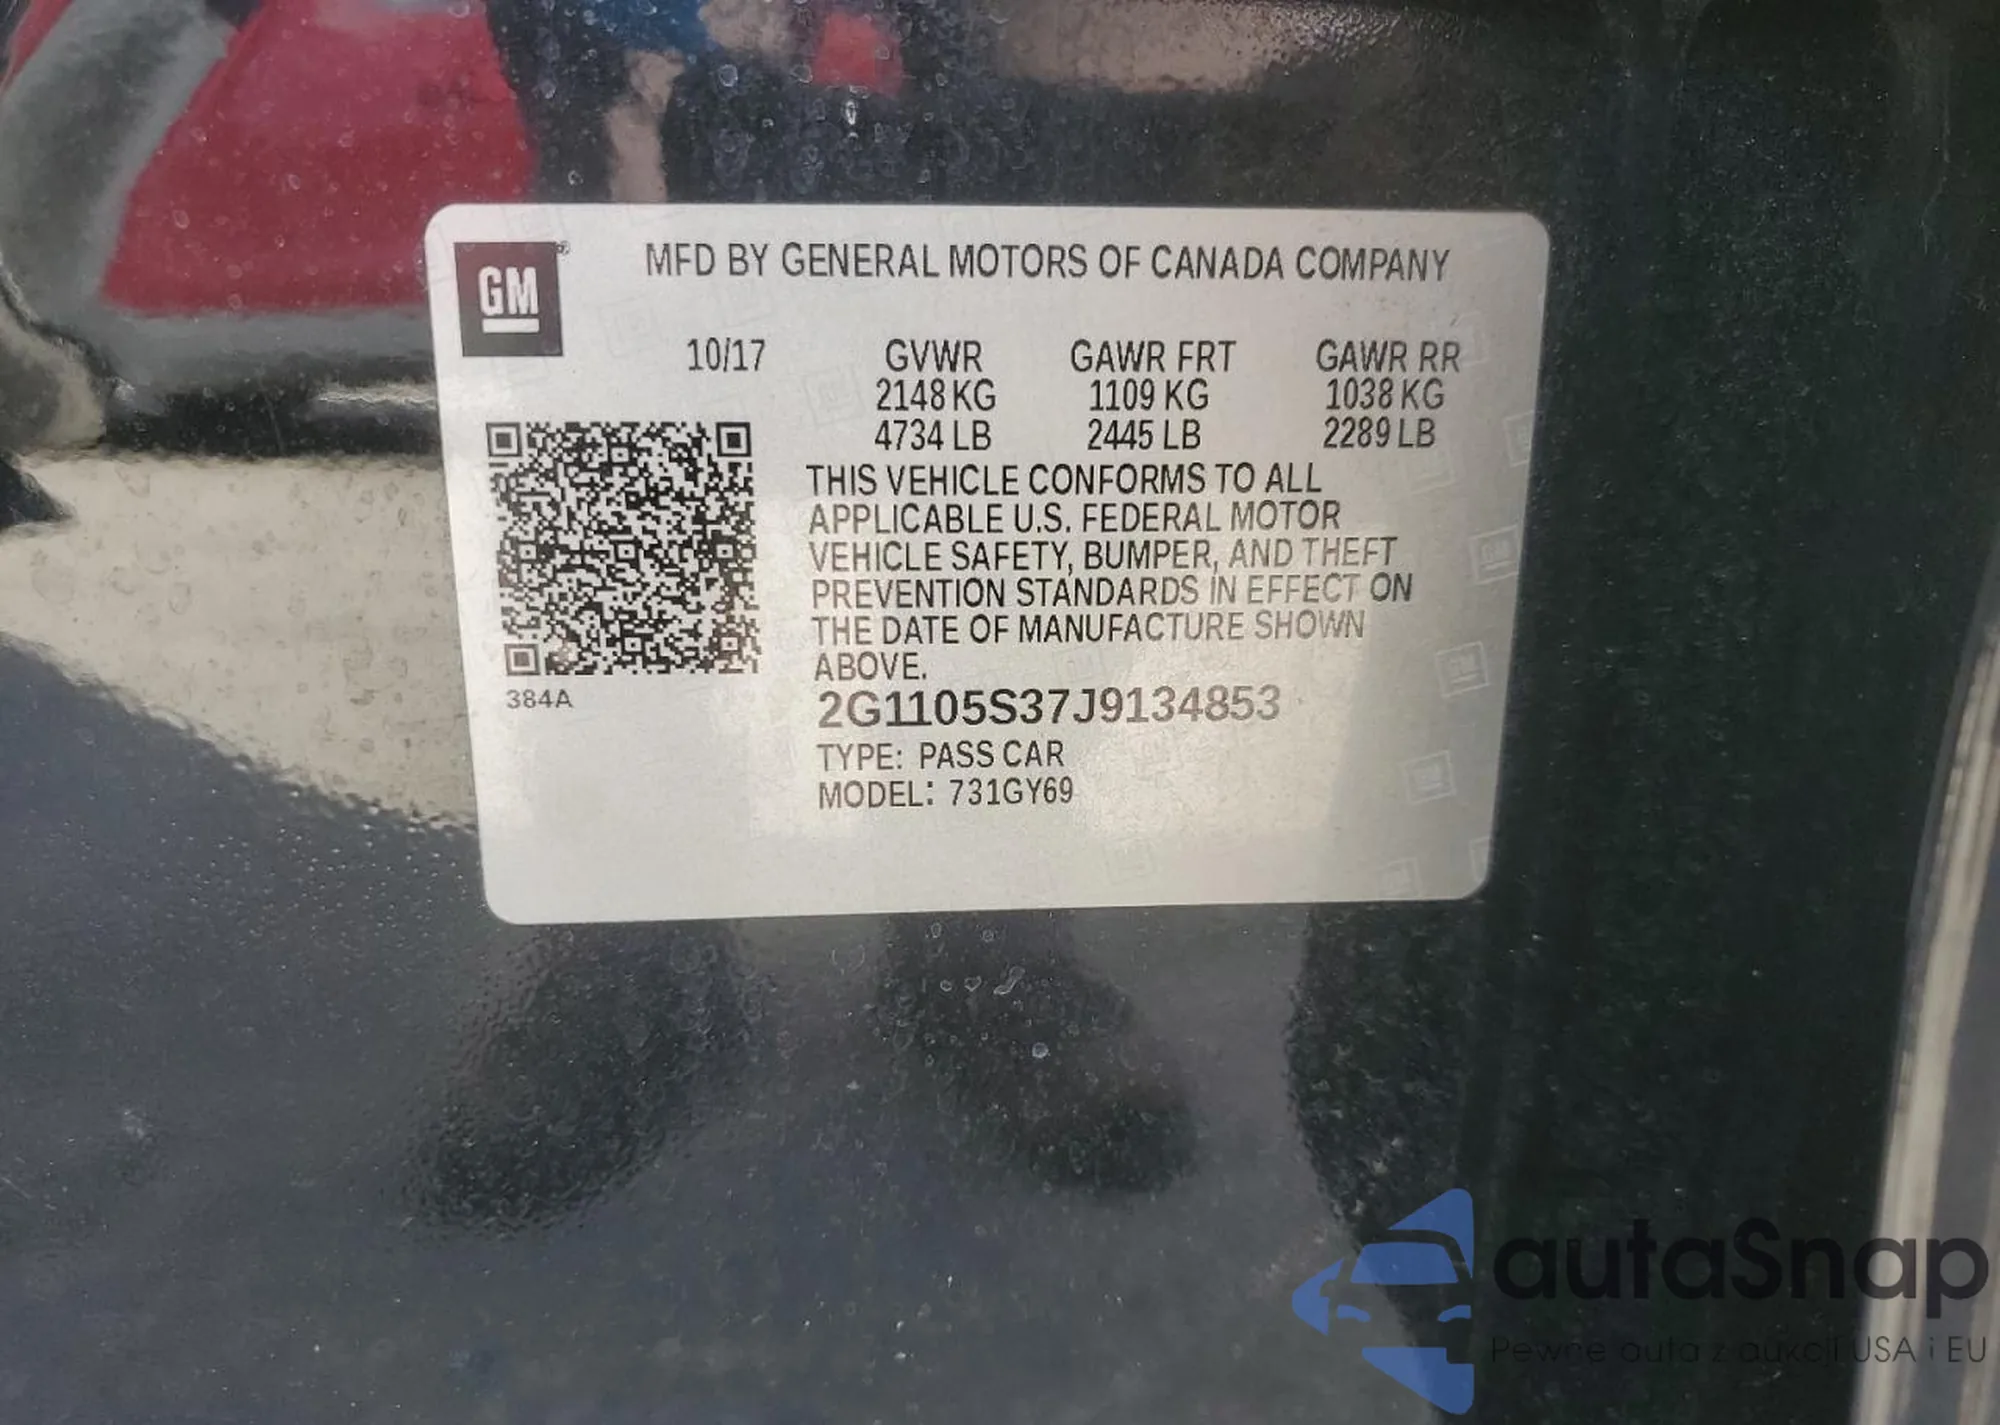 GM
MFD BY GENERAL MOTORS OF CANADA COMPANY
10/17 GVWR GAWR FRT GAWR RR
2148 KG 1109 KG 1038 KG
4734 LB 2445 LB 2289 LB
THIS VEHICLE CONFORMS TO ALL
APPLICABLE U.S. FEDERAL MOTOR
VEHICLE SAFETY, BUMPER, AND THEFT
PREVENTION STANDARDS IN EFFECT ON
THE DATE OF MANUFACTURE SHOWN
ABOVE.
384A
2G1105S37J9134853
TYPE: PASS CAR
MODEL: 731GY69
autaSnap
Pewne auta z aukcji USA i EU